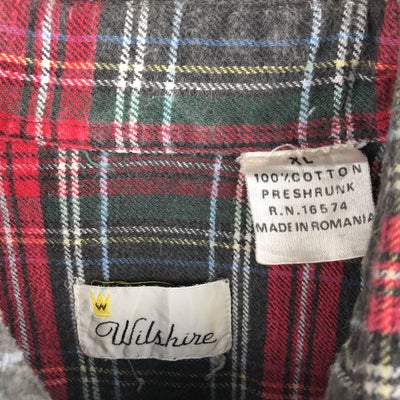 XL
100% COTTON
PRESHRUNK
R.N. 16574
MADE IN ROMANIA
Wilshire